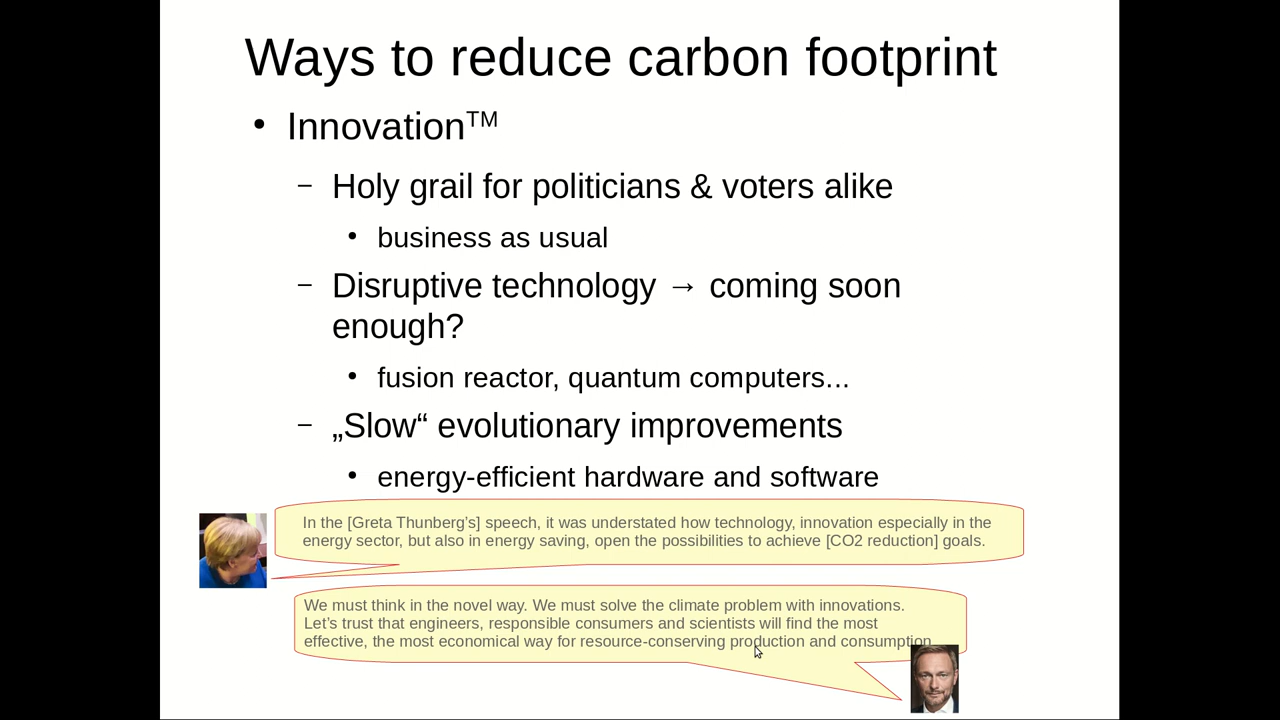 Ways to reduce carbon footprint
• Innovation™
– Holy grail for politicians & voters alike
• business as usual
– Disruptive technology → coming soon
enough?
• fusion reactor, quantum computers...
– „Slow“ evolutionary improvements
• energy-efficient hardware and software
In the [Greta Thunberg's] speech, it was understated how technology, innovation especially in the
energy sector, but also in energy saving, open the possibilities to achieve [CO2 reduction] goals.
We must think in the novel way. We must solve the climate problem with innovations.
Let's trust that engineers, responsible consumers and scientists will find the most
effective, the most economical way for resource-conserving production and consumption